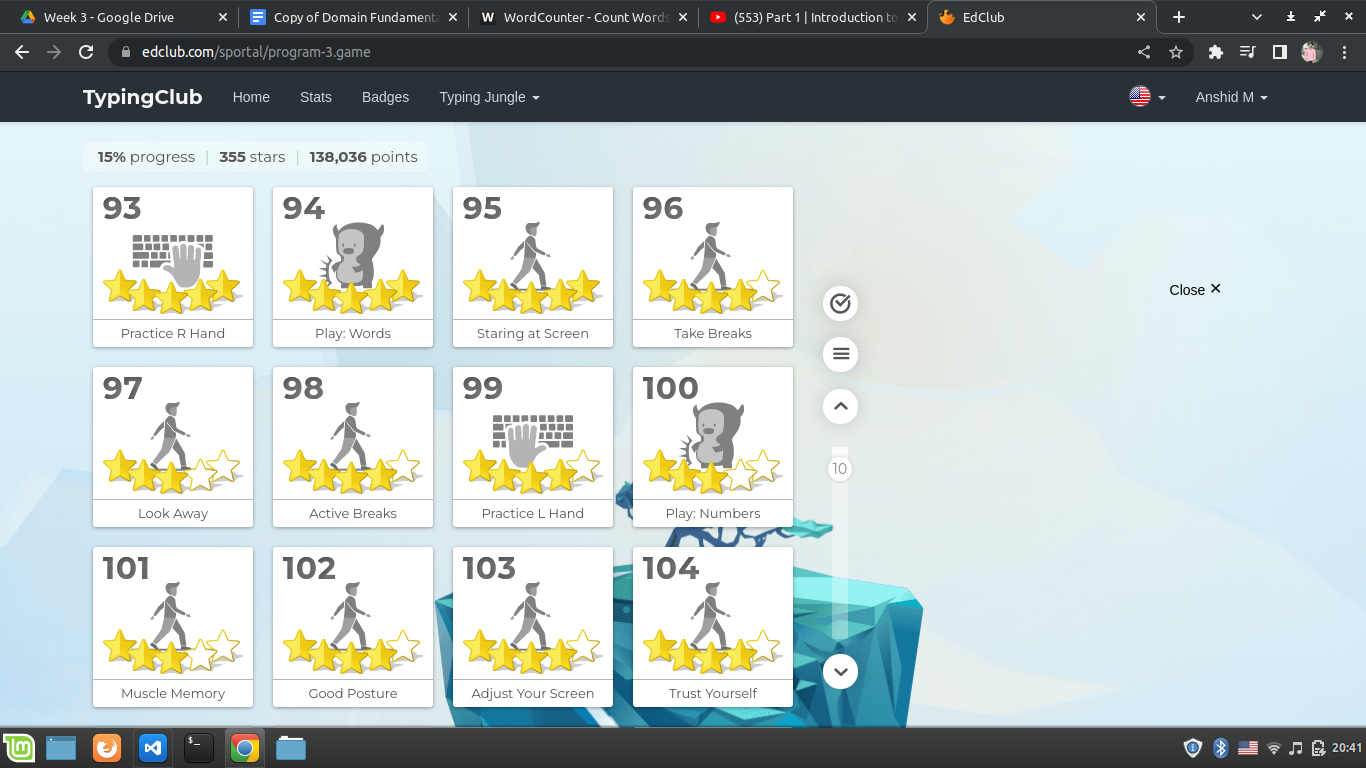 Week 3 - Google Drive
Copy of Domain Fundamenta
WordCounter - Count Words
(553) Part 1 | Introduction to
EdClub
edclub.com/sportal/program-3.game
TypingClub Home Stats Badges Typing Jungle Anshid M
15% progress | 355 stars | 138,036 points
93 94 95 96
Practice R Hand Play: Words Staring at Screen Take Breaks
Close ✕
97 98 99 100
10
Look Away Active Breaks Practice L Hand Play: Numbers
101 102 103 104
Muscle Memory Good Posture Adjust Your Screen Trust Yourself
20:41